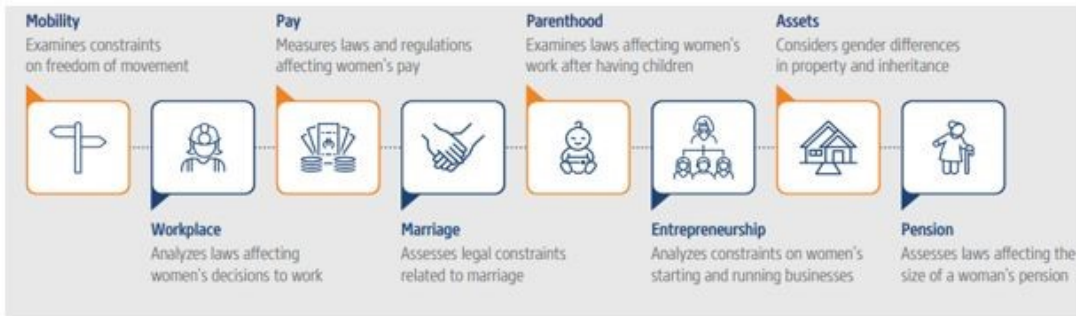 Mobility
Examines constraints
on freedom of movement
Pay
Measures laws and regulations
affecting women's pay
Parenthood
Examines laws affecting women's
work after having children
Assets
Considers gender differences
in property and inheritance
Workplace
Analyzes laws affecting
women's decisions to work
Marriage
Assesses legal constraints
related to marriage
Entrepreneurship
Analyzes constraints on women's
starting and running businesses
Pension
Assesses laws affecting the
size of a woman's pension